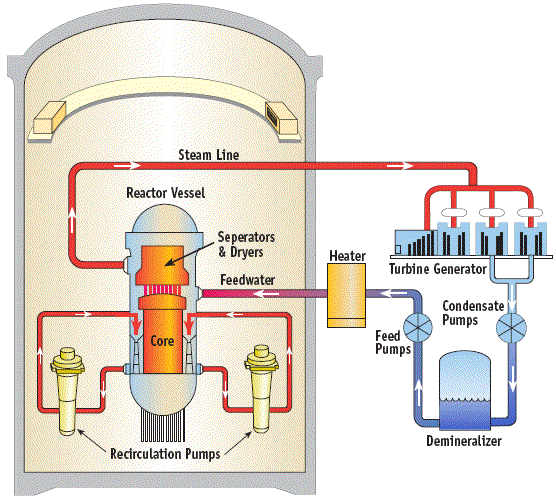 Steam Line
Reactor Vessel
Seperators
& Dryers
Feedwater
Heater
Turbine Generator
Condensate
Pumps
Feed
Pumps
Core
Recirculation Pumps
Demineralizer